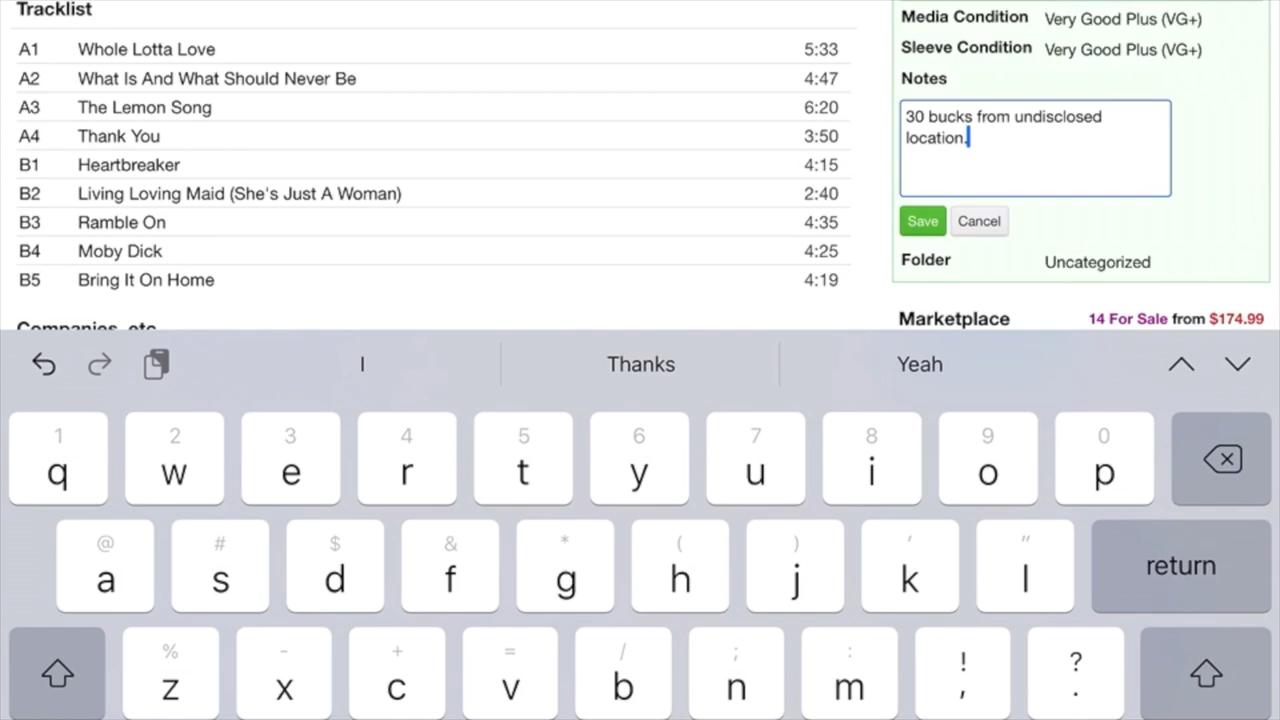 Tracklist
A1 Whole Lotta Love 5:33
A2 What Is And What Should Never Be 4:47
A3 The Lemon Song 6:20
A4 Thank You 3:50
B1 Heartbreaker 4:15
B2 Living Loving Maid (She's Just A Woman) 2:40
B3 Ramble On 4:35
B4 Moby Dick 4:25
B5 Bring It On Home 4:19
Companies, etc.
Media Condition Very Good Plus (VG+)
Sleeve Condition Very Good Plus (VG+)
Notes
30 bucks from undisclosed
location.
Save Cancel
Folder Uncategorized
Marketplace 14 For Sale from $174.99
I Thanks Yeah
1 2 3 4 5 6 7 8 9 0
q w e r t y u i o p
@ # $ & * ( ) ' "
a s d f g h j k l return
% - + = / ; : ! ?
z x c v b n m , .